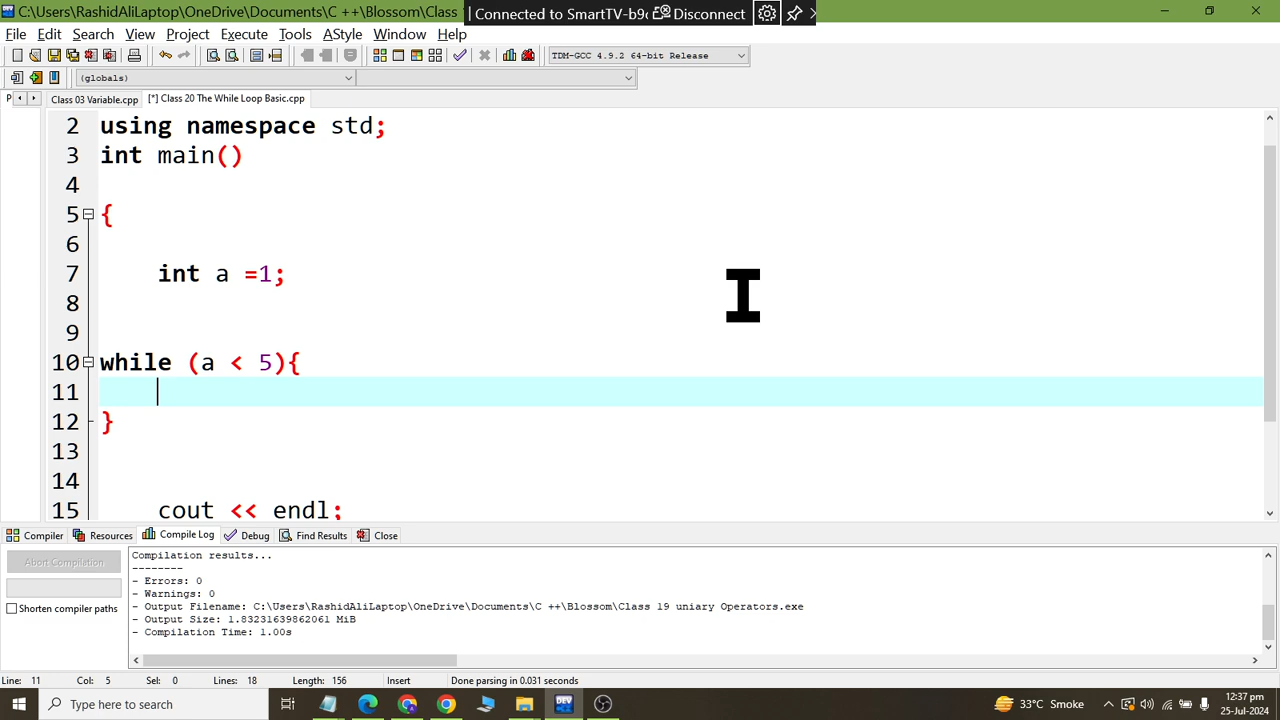 C:\Users\RashidAliLaptop\OneDrive\Documents\C ++\Blossom\Class
Connected to SmartTV-b9 Disconnect
File Edit Search View Project Execute Tools AStyle Window Help
TDM-GCC 4.9.2 64-bit Release
(globals)
P Class 03 Variable.cpp [*] Class 20 The While Loop Basic.cpp
2 using namespace std;
3 int main()
4
5 {
6
7 int a =1;
8
9
10 while (a < 5){
11
12 }
13
14
15 cout << endl;
Compiler Resources Compile Log Debug Find Results Close
Abort Compilation
Shorten compiler paths
Compilation results...
--------
- Errors: 0
- Warnings: 0
- Output Filename: C:\Users\RashidAliLaptop\OneDrive\Documents\C ++\Blossom\Class 19 uniary Operators.exe
- Output Size: 1.83231639862061 MiB
- Compilation Time: 1.00s
Line: 11 Col: 5 Sel: 0 Lines: 18 Length: 156 Insert Done parsing in 0.031 seconds
Type here to search
DEV
33°C Smoke
12:37 pm
25-Jul-2024